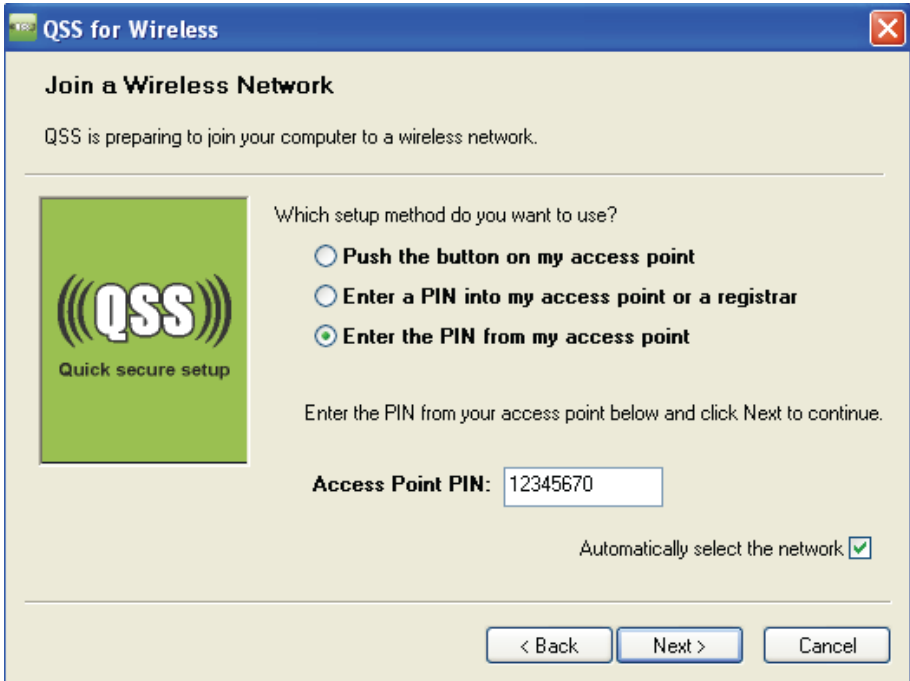 QSS for Wireless
Join a Wireless Network
QSS is preparing to join your computer to a wireless network.
Which setup method do you want to use?
Push the button on my access point
Enter a PIN into my access point or a registrar
Enter the PIN from my access point
(((QSS)))
Quick secure setup
Enter the PIN from your access point below and click Next to continue.
Access Point PIN: 12345670
Automatically select the network
< Back Next > Cancel